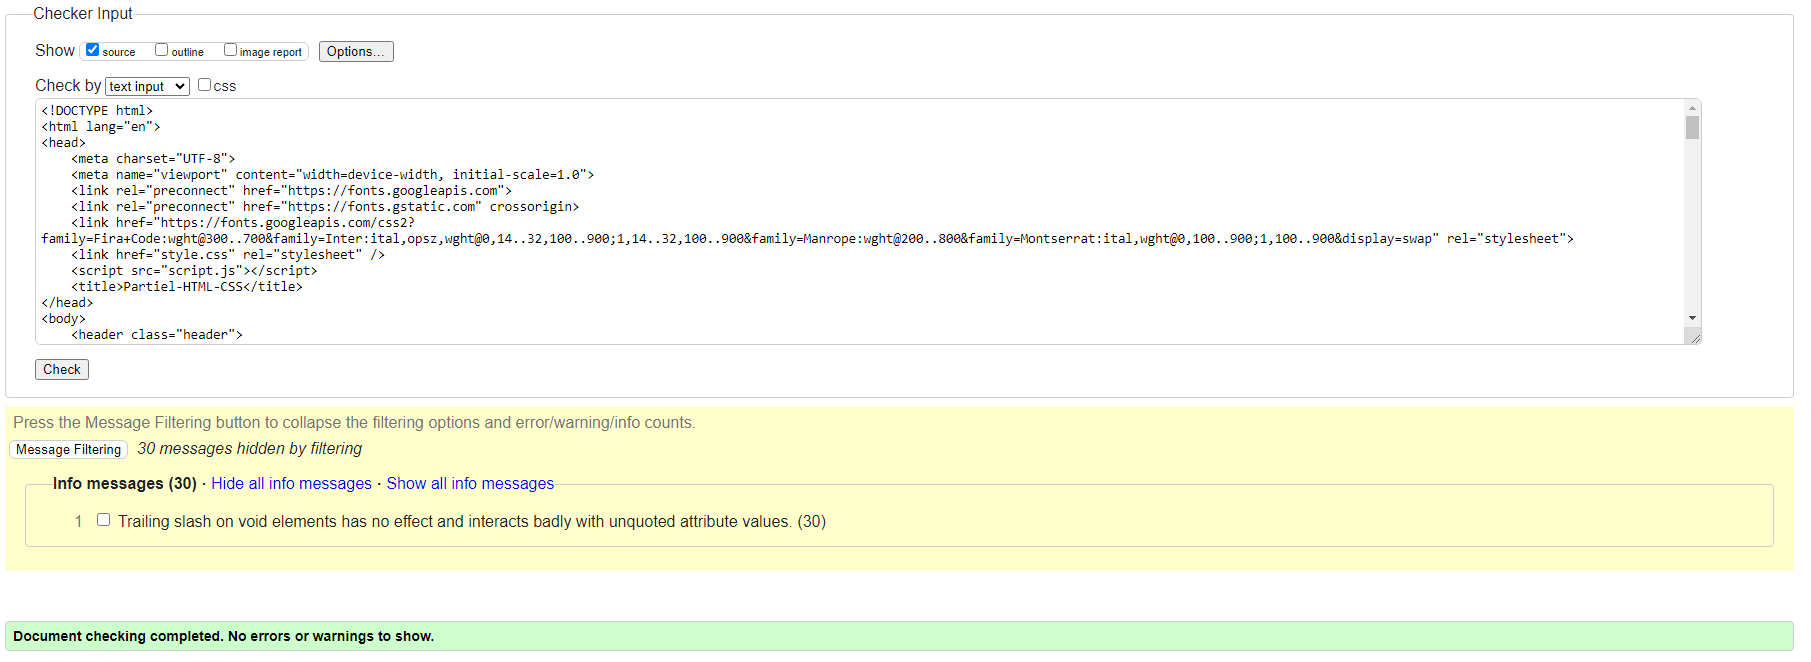 Checker Input
Show source outline image report Options...
Check by text input css
<!DOCTYPE html>
<html lang="en">
<head>
    <meta charset="UTF-8">
    <meta name="viewport" content="width=device-width, initial-scale=1.0">
    <link rel="preconnect" href="https://fonts.googleapis.com">
    <link rel="preconnect" href="https://fonts.gstatic.com" crossorigin>
    <link href="https://fonts.googleapis.com/css2?
family=Fira+Code:wght@300..700&family=Inter:ital,opsz,wght@0,14..32,100..900;1,14..32,100..900&family=Manrope:wght@200..800&family=Montserrat:ital,wght@0,100..900;1,100..900&display=swap" rel="stylesheet">
    <link href="style.css" rel="stylesheet" />
    <script src="script.js"></script>
    <title>Partiel-HTML-CSS</title>
</head>
<body>
    <header class="header">
Check
Press the Message Filtering button to collapse the filtering options and error/warning/info counts.
Message Filtering 30 messages hidden by filtering
Info messages (30) · Hide all info messages · Show all info messages
1 Trailing slash on void elements has no effect and interacts badly with unquoted attribute values. (30)
Document checking completed. No errors or warnings to show.